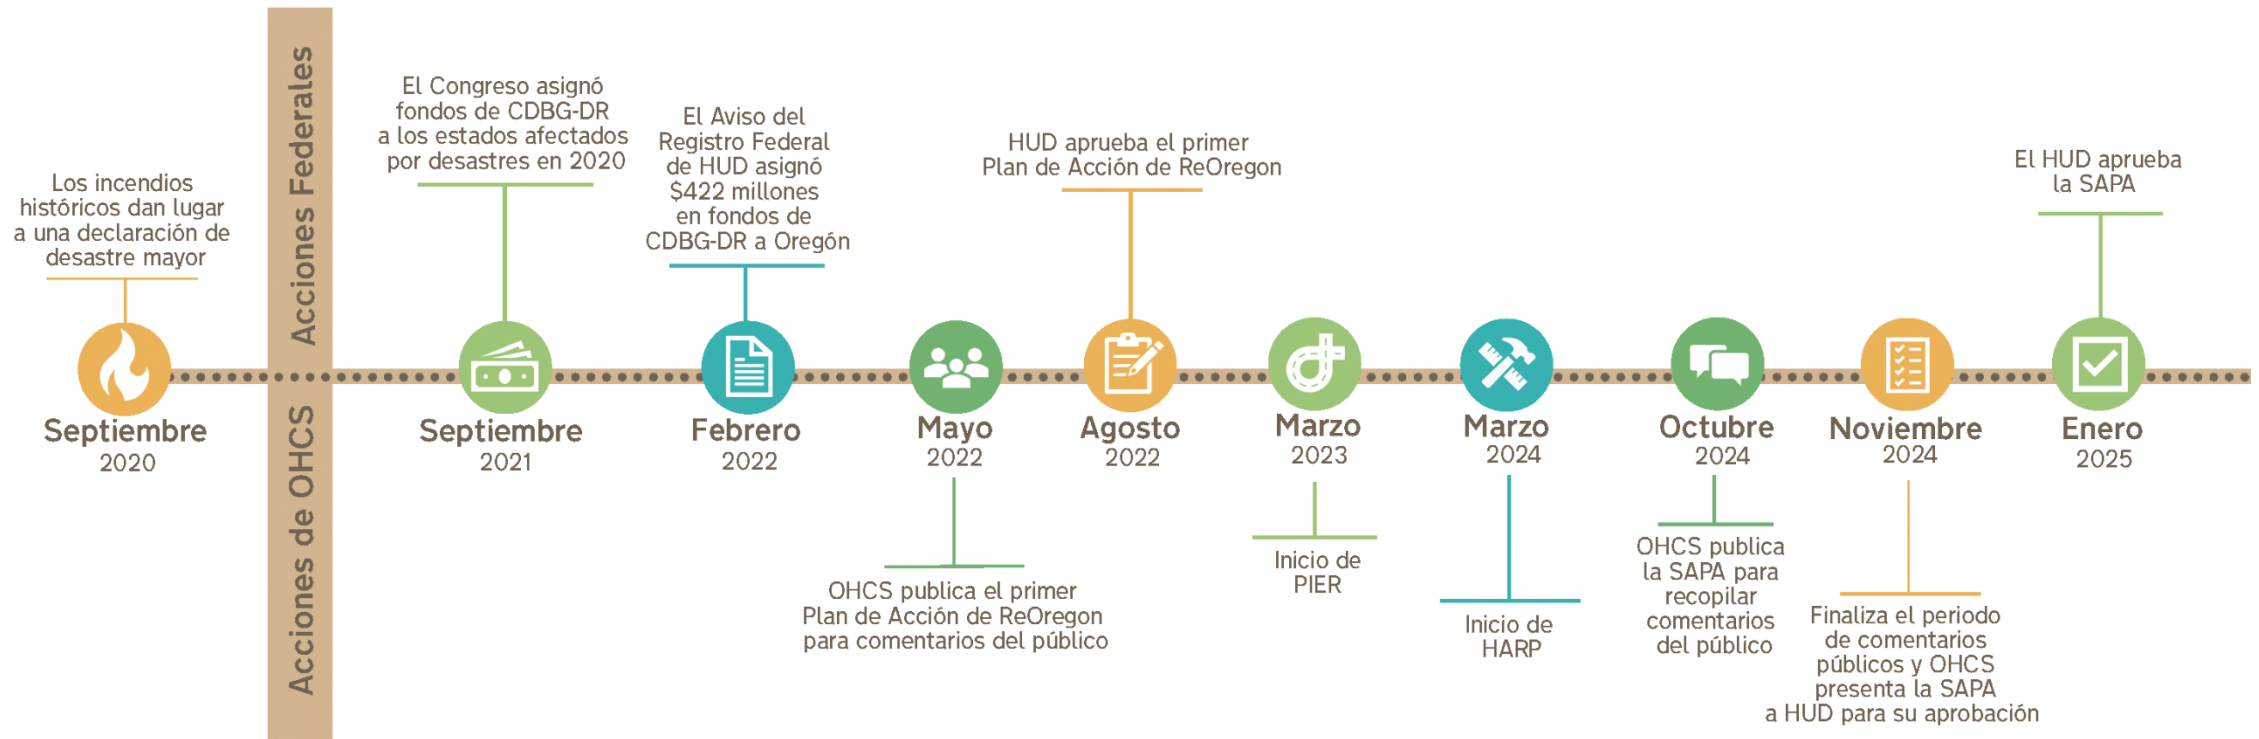 Los incendios
históricos dan lugar
a una declaración de
desastre mayor
Septiembre
2020
Acciones Federales
Acciones de OHCS
El Congreso asignó
fondos de CDBG-DR
a los estados afectados
por desastres en 2020
Septiembre
2021
El Aviso del
Registro Federal
de HUD asignó
$422 millones
en fondos de
CDBG-DR a Oregón
Febrero
2022
Mayo
2022
OHCS publica el primer
Plan de Acción de ReOregon
para comentarios del público
HUD aprueba el primer
Plan de Acción de ReOregon
Agosto
2022
Marzo
2023
Inicio de
PIER
Marzo
2024
Inicio de
HARP
Octubre
2024
OHCS publica
la SAPA para
recopilar
comentarios
del público
Noviembre
2024
Finaliza el periodo
de comentarios
públicos y OHCS
presenta la SAPA
a HUD para su aprobación
El HUD aprueba
la SAPA
Enero
2025